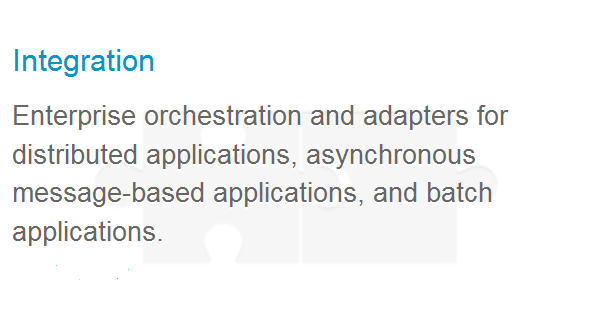 Integration
Enterprise orchestration and adapters for
distributed applications, asynchronous
message-based applications, and batch
applications.